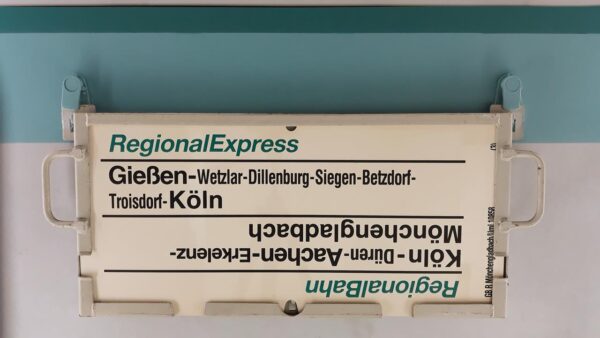 RegionalExpress
Gießen-Wetzlar-Dillenburg-Siegen-Betzdorf-
Troisdorf-Köln
RegionalBahn
Köln - Düren-Aachen-Erkelenz-
Mönchengladbach